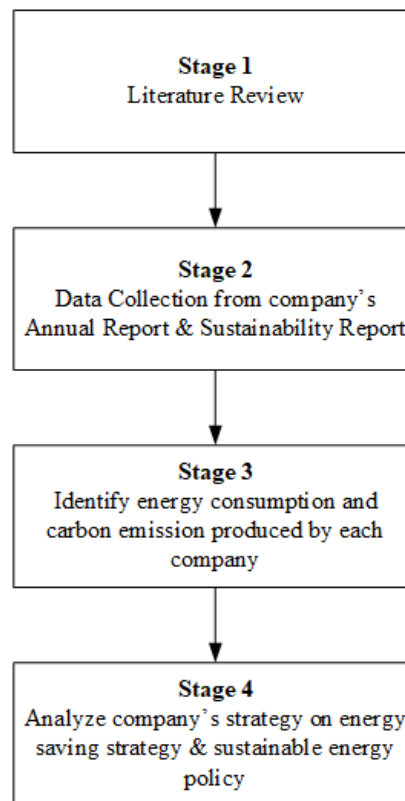 Stage 1
Literature Review
Stage 2
Data Collection from company's
Annual Report & Sustainability Report
Stage 3
Identify energy consumption and
carbon emission produced by each
company
Stage 4
Analyze company's strategy on energy
saving strategy & sustainable energy
policy